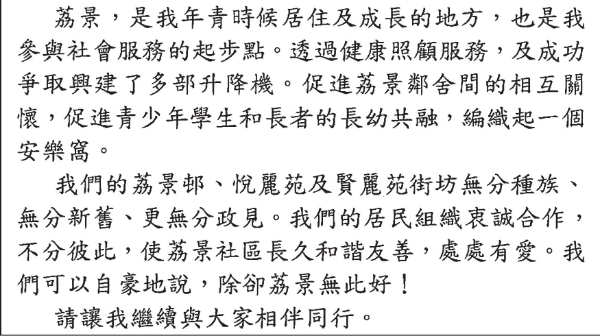 荔景，是我年青時候居住及成長的地方，也是我
參與社會服務的起步點。透過健康照顧服務，及成功
爭取興建了多部升降機。促進荔景鄰舍間的相互關
懷，促進青少年學生和長者的長幼共融，編織起一個
安樂窩。
我們的荔景邨、悅麗苑及賢麗苑街坊無分種族、
無分新舊、更無分政見。我們的居民組織衷誠合作，
不分彼此，使荔景社區長久和諧友善，處處有愛。我
們可以自豪地說，除卻荔景無此好！
請讓我繼續與大家相伴同行。